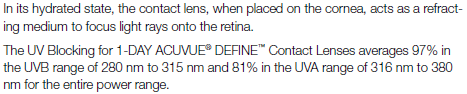 In its hydrated state, the contact lens, when placed on the cornea, acts as a refract-
ing medium to focus light rays onto the retina.
The UV Blocking for 1-DAY ACUVUE® DEFINE™ Contact Lenses averages 97% in
the UVB range of 280 nm to 315 nm and 81% in the UVA range of 316 nm to 380
nm for the entire power range.